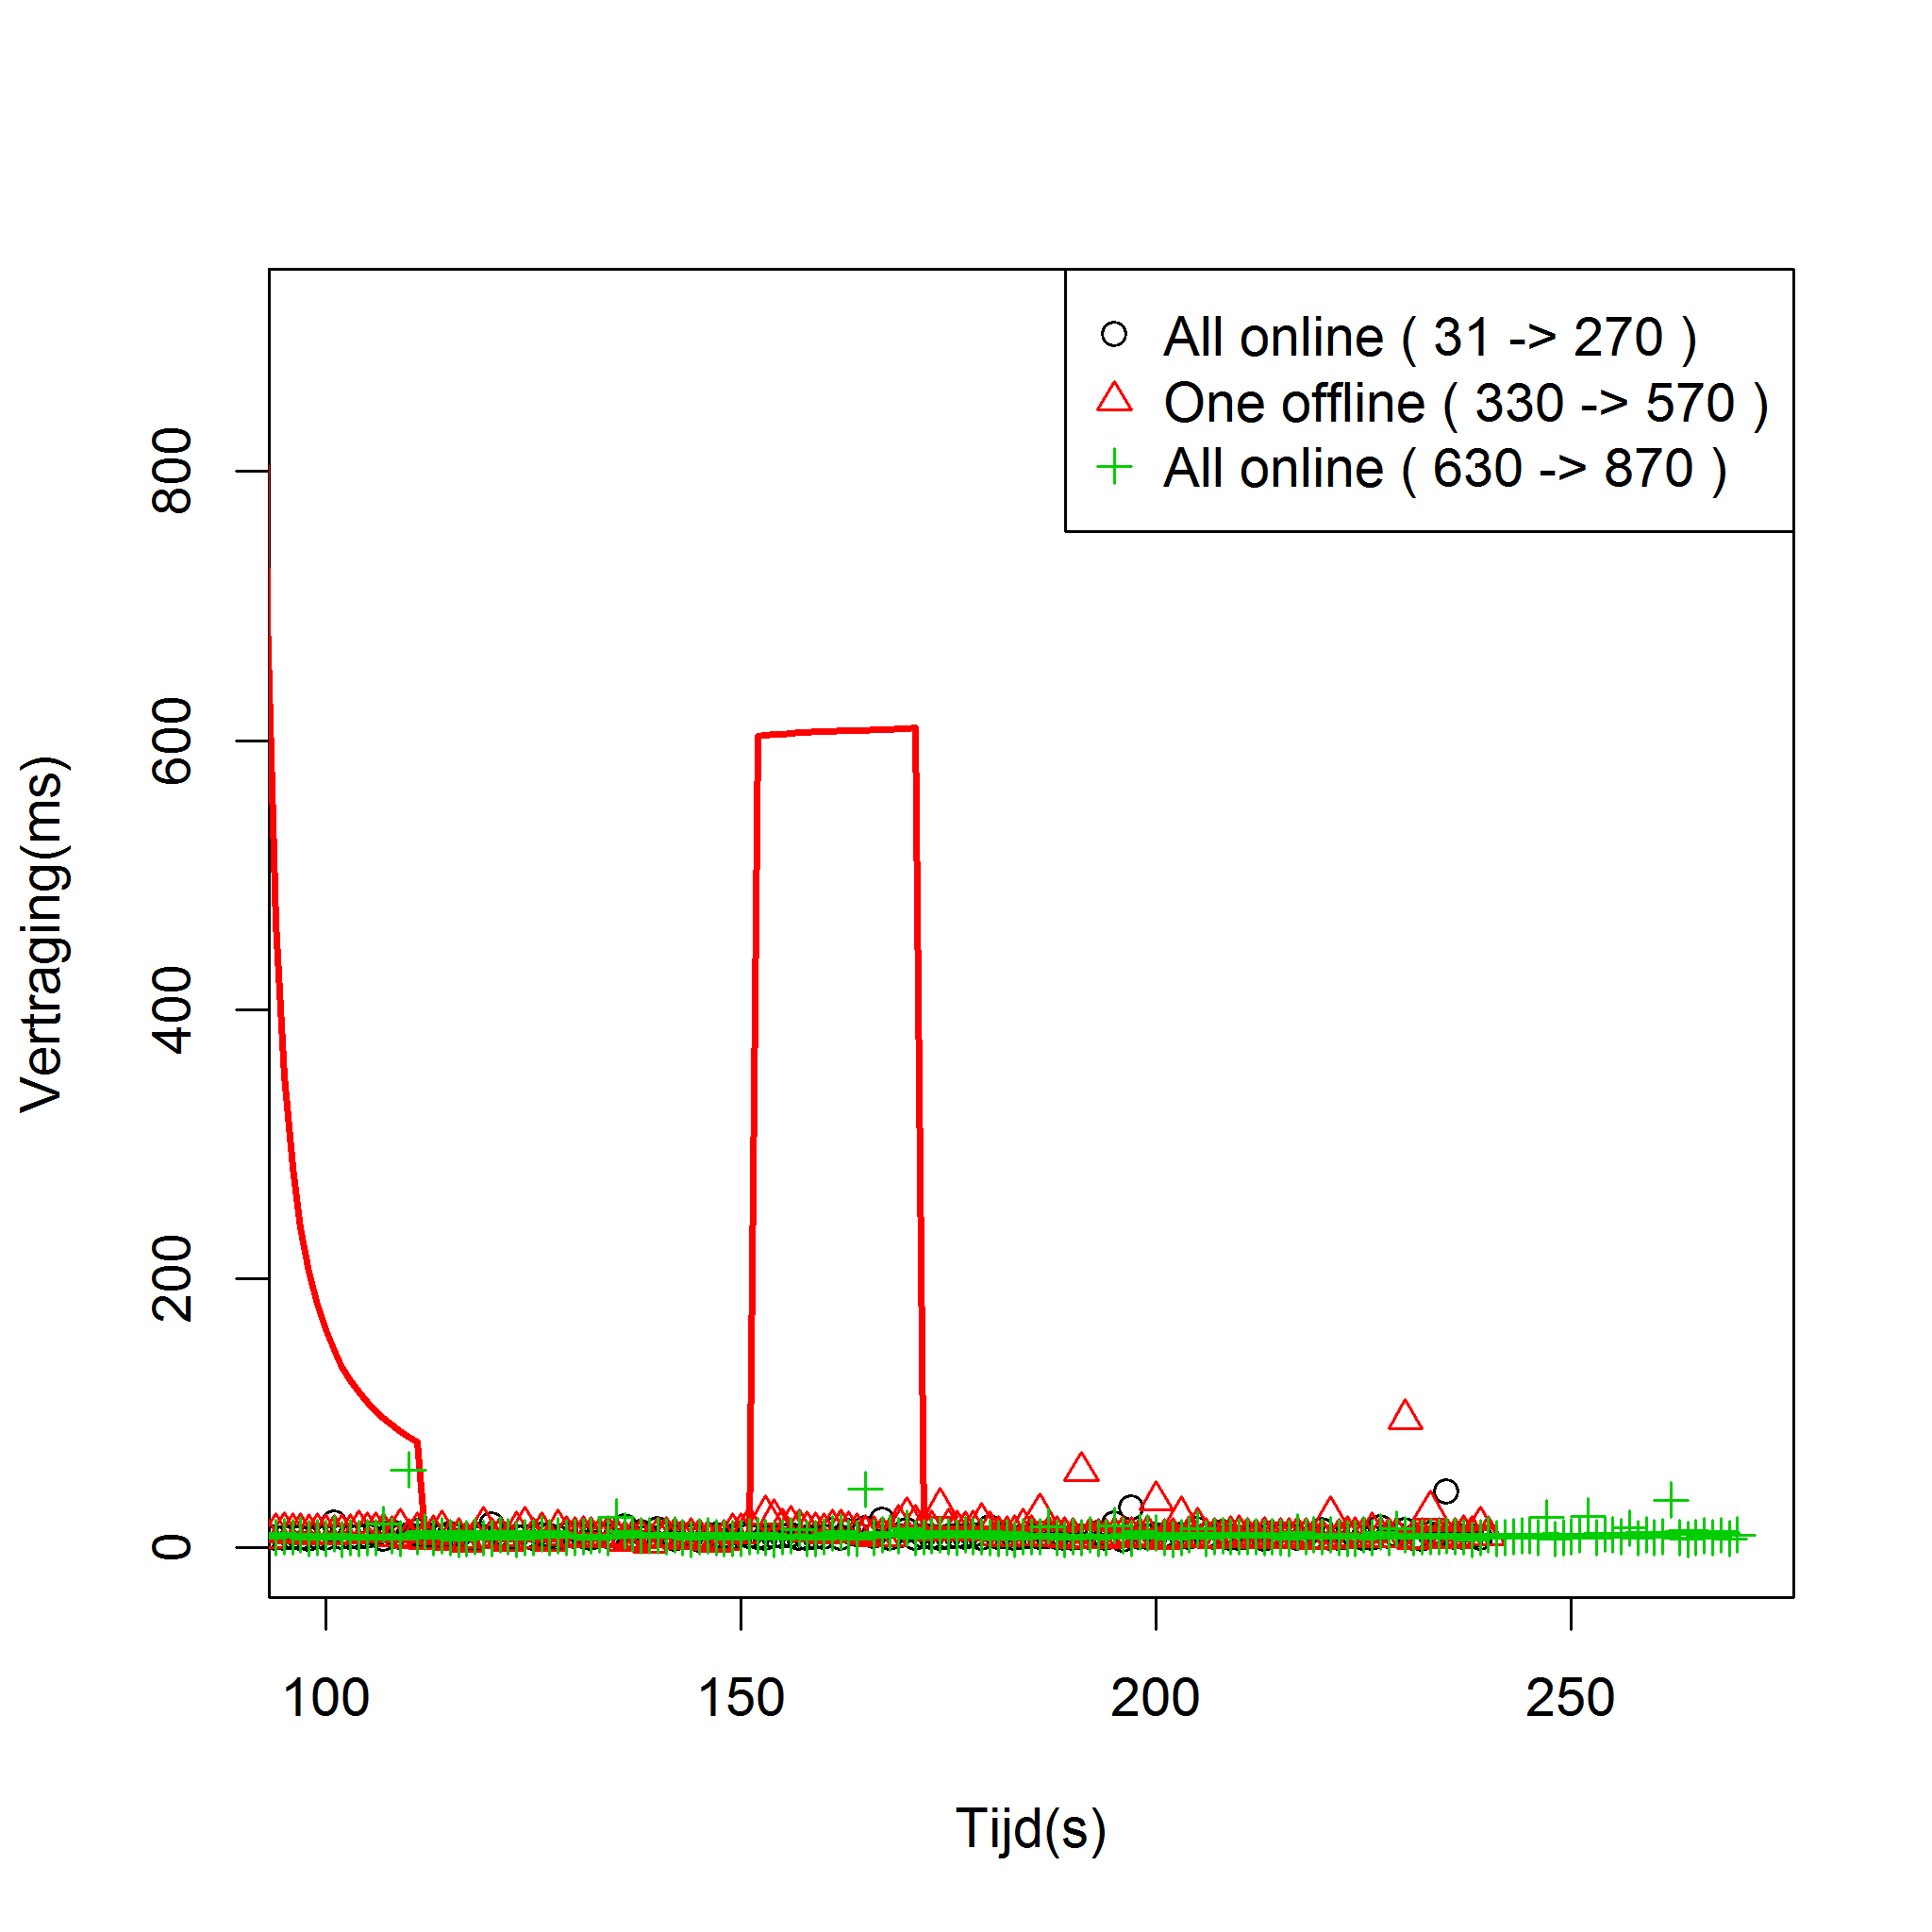 All online ( 31 -> 270 )
One offline ( 330 -> 570 )
All online ( 630 -> 870 )
Vertraging(ms)
800
600
400
200
0
100 150 200 250
Tijd(s)